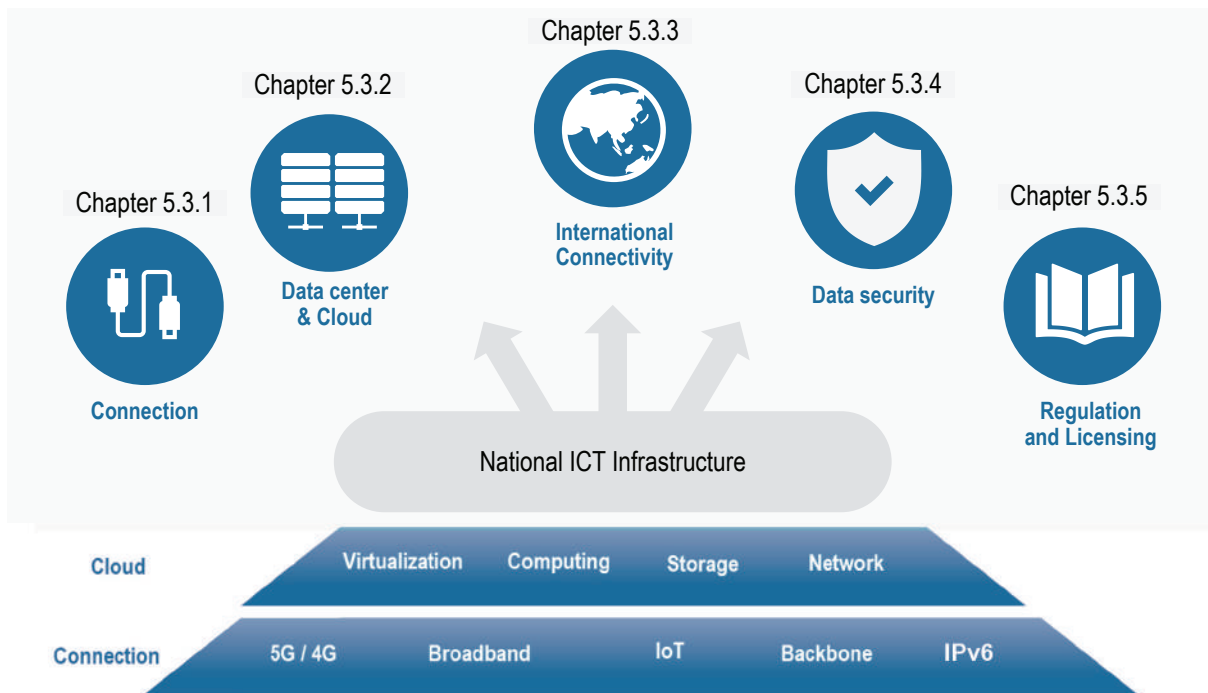 Chapter 5.3.1
Connection
Chapter 5.3.2
Data center
& Cloud
Chapter 5.3.3
International
Connectivity
Chapter 5.3.4
Data security
Chapter 5.3.5
Regulation
and Licensing
National ICT Infrastructure
Cloud Virtualization Computing Storage Network
Connection 5G / 4G Broadband IoT Backbone IPv6